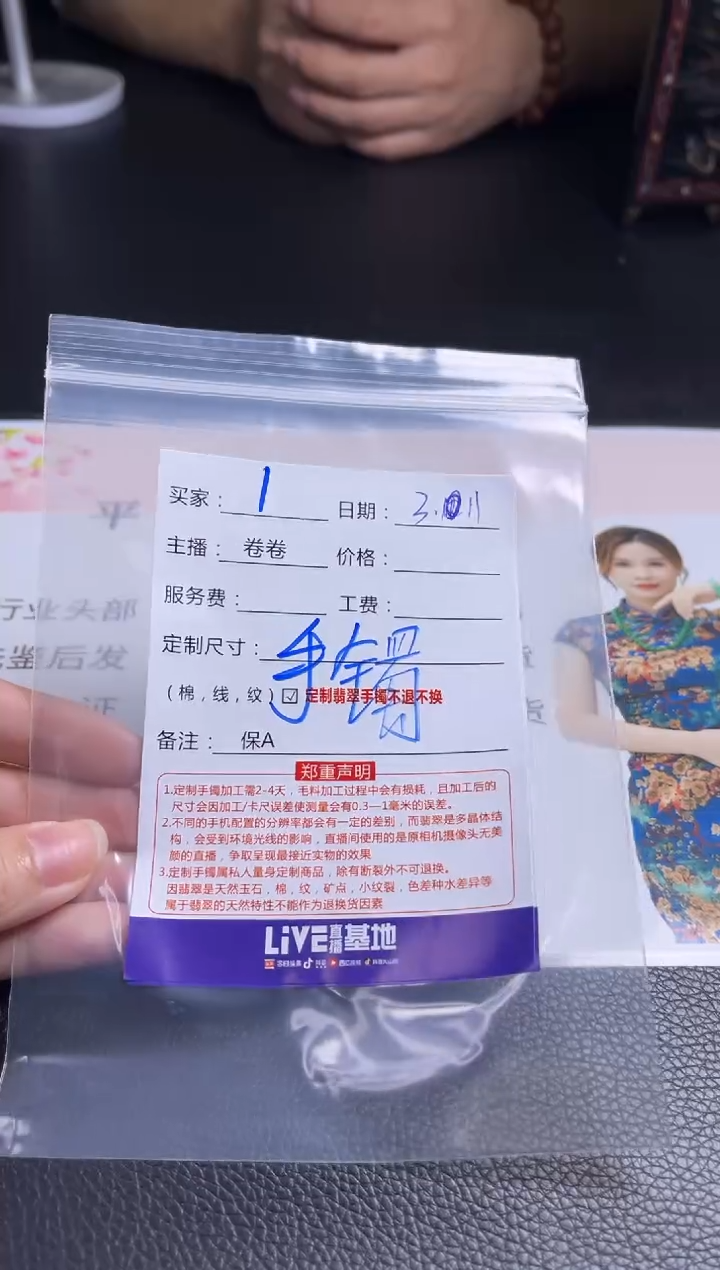 平
行业头部
鉴后发
证
货
买家：1 日期：3.11
主播：卷卷 价格：
服务费： 工费：
定制尺寸：手镯
（棉，线，纹）☑ 定制翡翠手镯不退不换
备注：保A
郑重声明
1.定制手镯加工需2-4天，毛料加工过程中会有损耗，且加工后的
尺寸会因加工/卡尺误差使测量会有0.3—1毫米的误差。
2.不同的手机配置的分辨率都会有一定的差别，而翡翠是多晶体结
构，会受到环境光线的影响，直播间使用的是原相机摄像头无美
颜的直播，争取呈现最接近实物的效果
3.定制手镯属私人量身定制商品，除有断裂外不可退换。
因翡翠是天然玉石，棉，纹，矿点，小纹裂，色差种水差异等
属于翡翠的天然特性不能作为退换货因素
LiVE直播基地